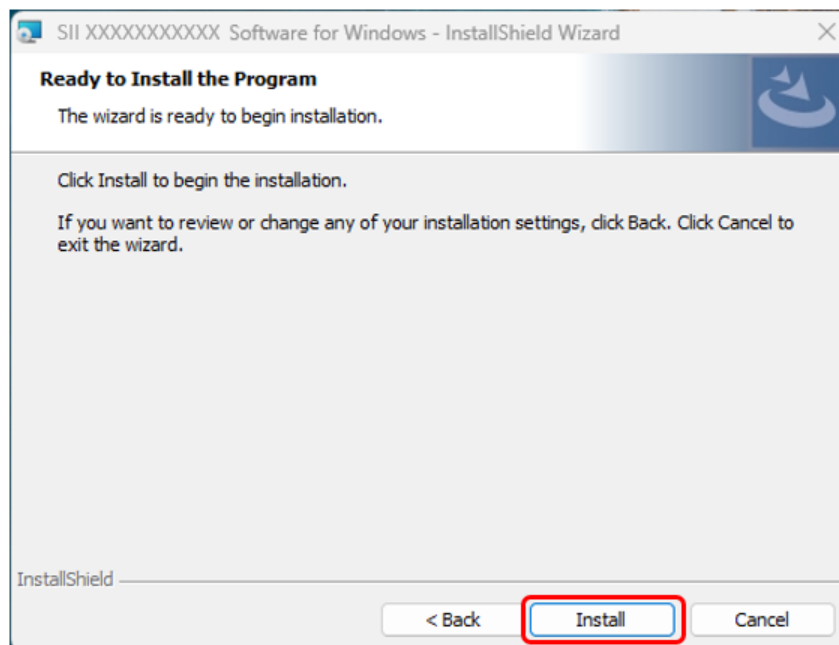 SII XXXXXXXXXXX Software for Windows - InstallShield Wizard
Ready to Install the Program
The wizard is ready to begin installation.
Click Install to begin the installation.
If you want to review or change any of your installation settings, click Back. Click Cancel to
exit the wizard.
InstallShield
< Back Install Cancel